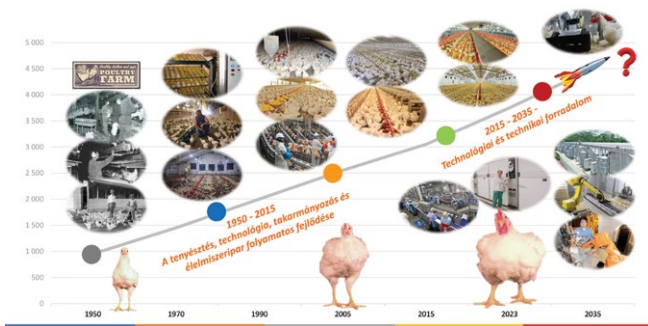 5 000
4 500
4 000
3 500
3 000
2 500
2 000
1 500
1 000
500
0
POULTRY
FARM
?
2015 - 2035 -
Technológiai és technikai forradalom
1950 - 2015
A tenyésztés, technológia, takarmányozás és
élelmiszeripar folyamatos fejlődése
1950
1970
1990
2005
2015
2023
2035